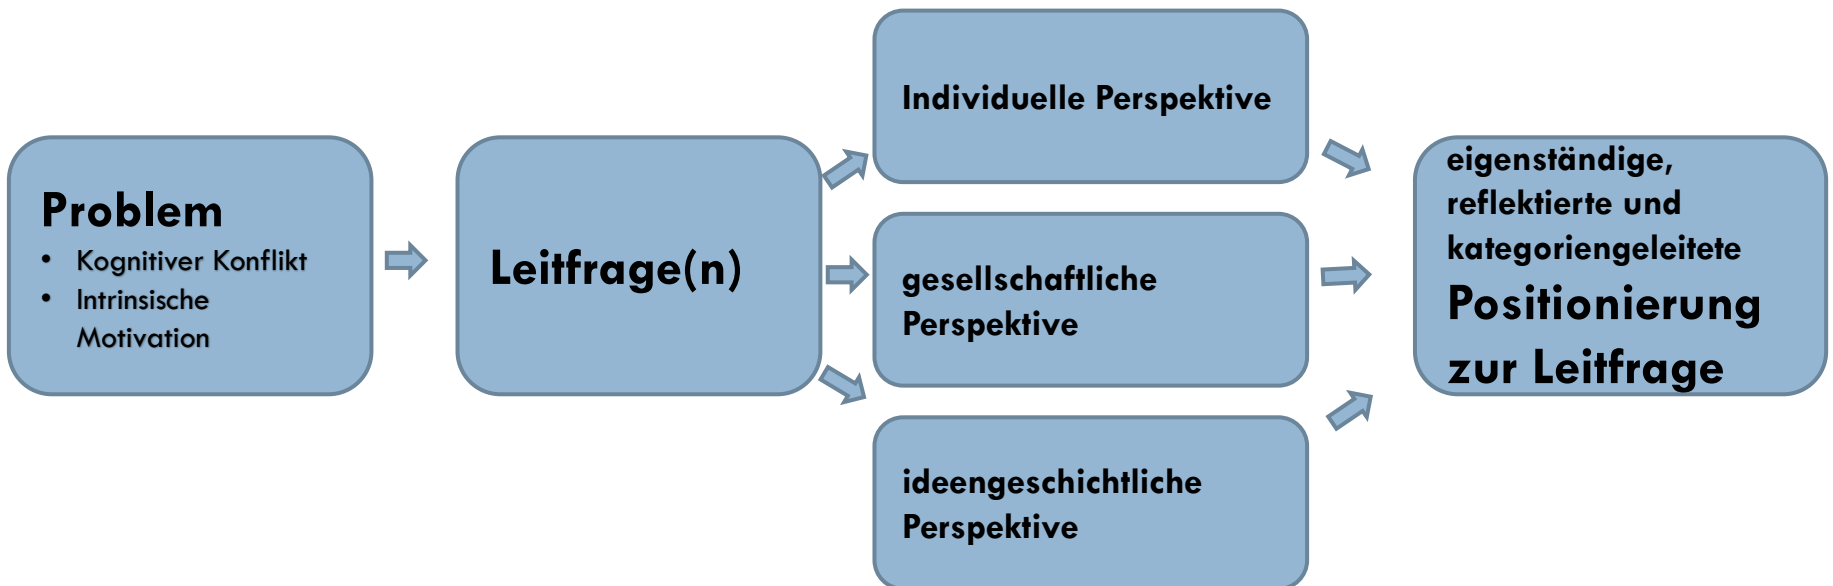 Problem
• Kognitiver Konflikt
• Intrinsische
Motivation
Leitfrage(n)
Individuelle Perspektive
gesellschaftliche
Perspektive
ideengeschichtliche
Perspektive
eigenständige,
reflektierte und
kategoriengeleitete
Positionierung
zur Leitfrage